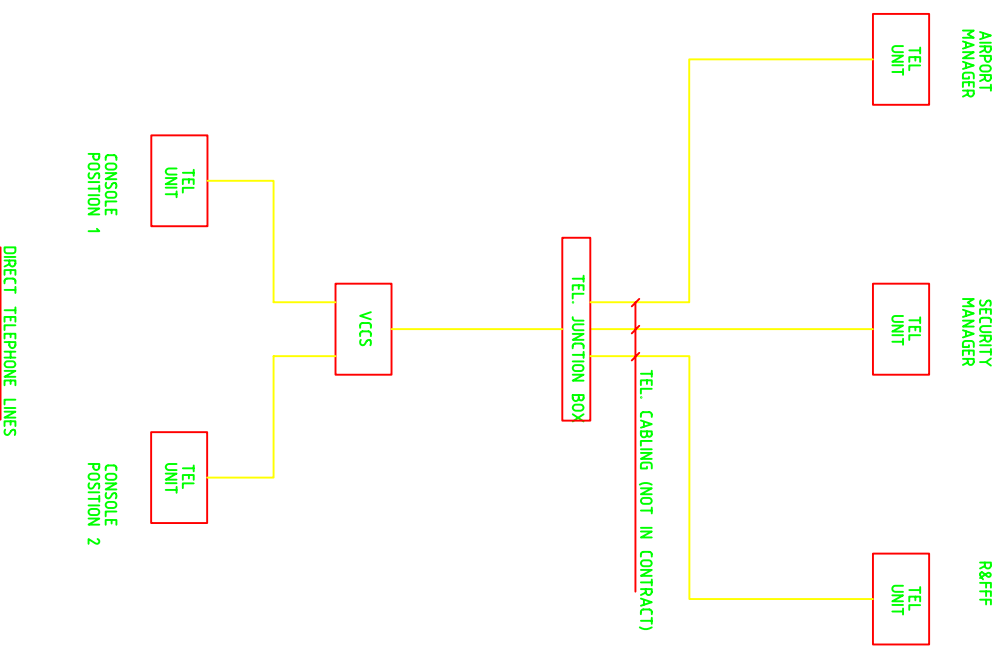 AIRPORT
MANAGER
SECURITY
MANAGER
R&FFF
TEL
UNIT
TEL
UNIT
TEL
UNIT
TEL. CABLING (NOT IN CONTRACT)
TEL. JUNCTION BOX
VCCS
TEL
UNIT
TEL
UNIT
CONSOLE
POSITION 1
CONSOLE
POSITION 2
DIRECT TELEPHONE LINES